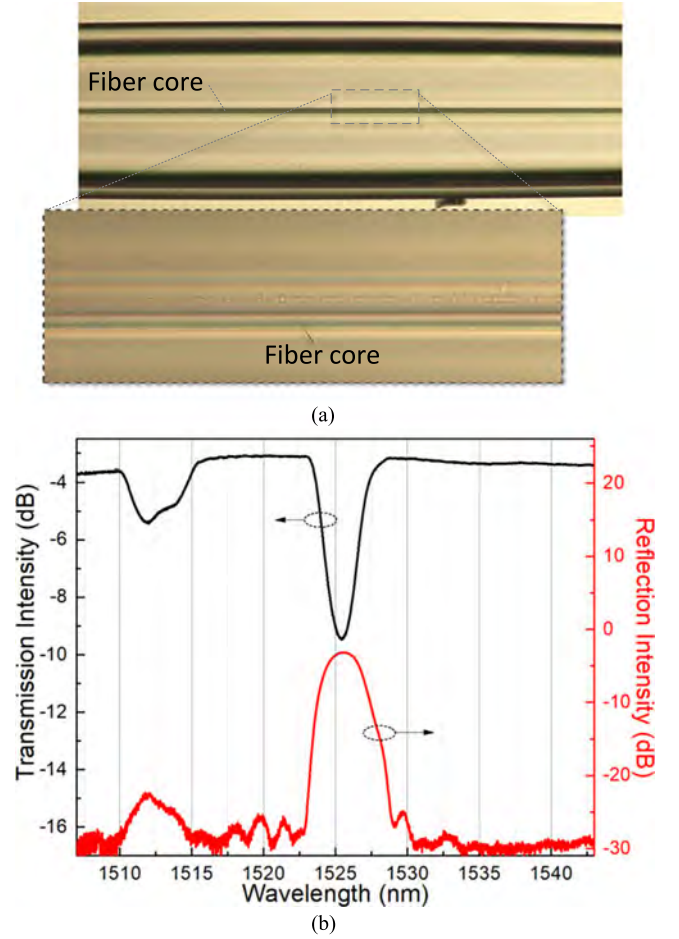 Fiber core
Fiber core
(a)
Transmission Intensity (dB)
-4
-6
-8
-10
-12
-14
-16
20
10
0
-10
-20
-30
Reflection Intensity (dB)
1510 1515 1520 1525 1530 1535 1540
Wavelength (nm)
(b)